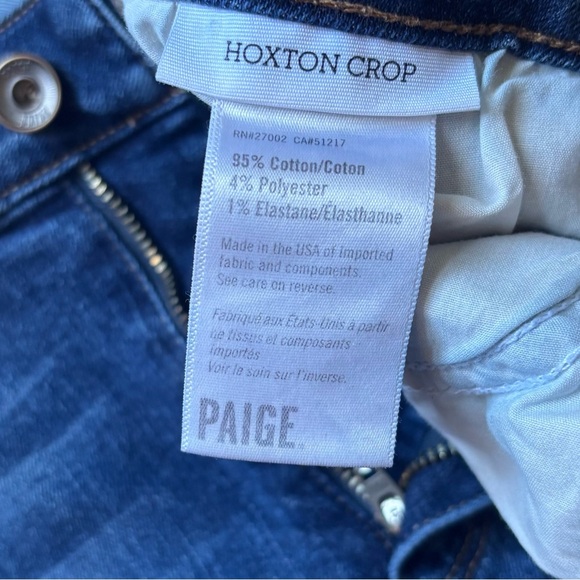 HOXTON CROP
RN#27002 CA#51217
95% Cotton/Coton
4% Polyester
1% Elastane/Élasthanne
Made in the USA of Imported
fabric and components.
See care on reverse.
Fabriqué aux États-Unis à partir
de tissus et composants
importés
Voir le soin sur l'inverse.
PAIGE.